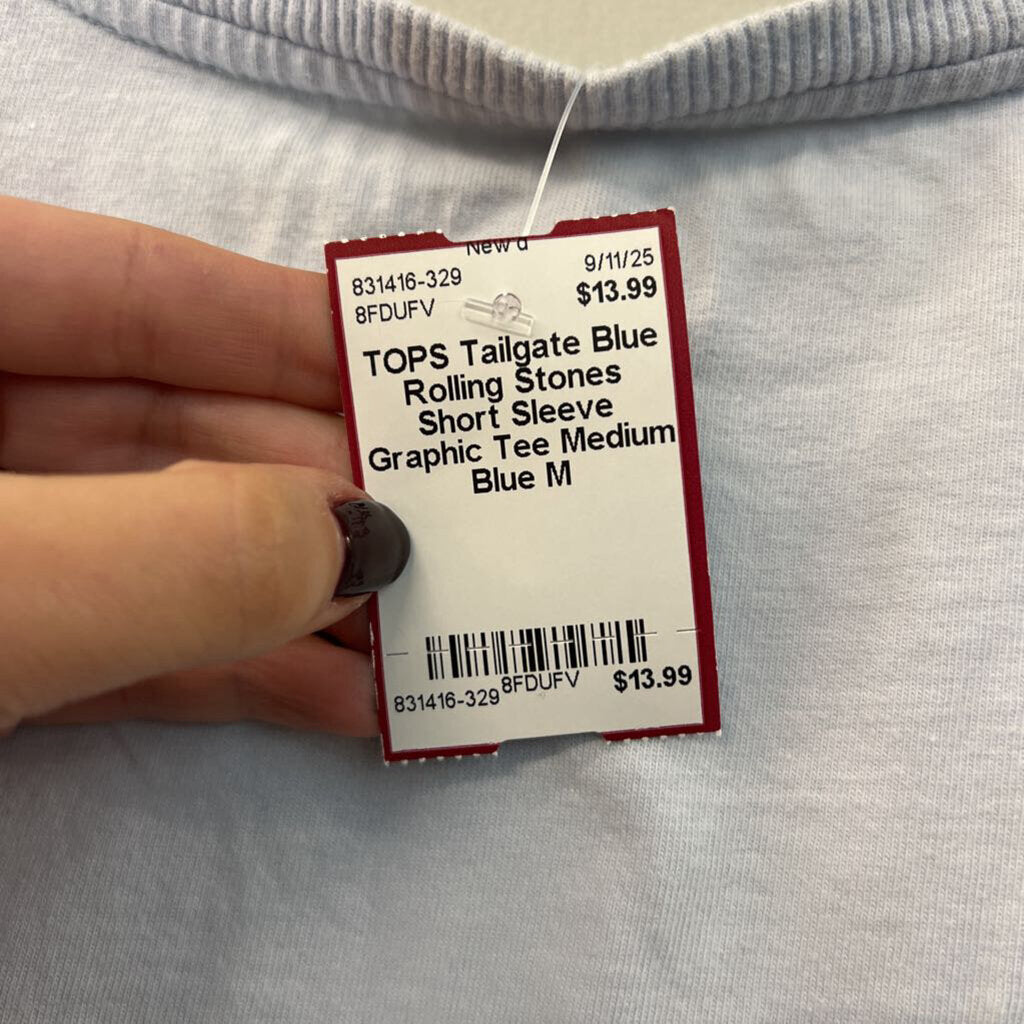 831416-329
9/11/25
8FDUFV
$13.99
TOPS Tailgate Blue
Rolling Stones
Short Sleeve
Graphic Tee Medium
Blue M
831416-329 8FDUFV $13.99